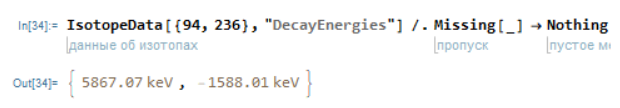 In[34]:= IsotopeData[{94, 236}, "DecayEnergies"] /. Missing[_] → Nothing
данные об изотопах пропуск пустое
Out[34]= { 5867.07 keV , -1588.01 keV }